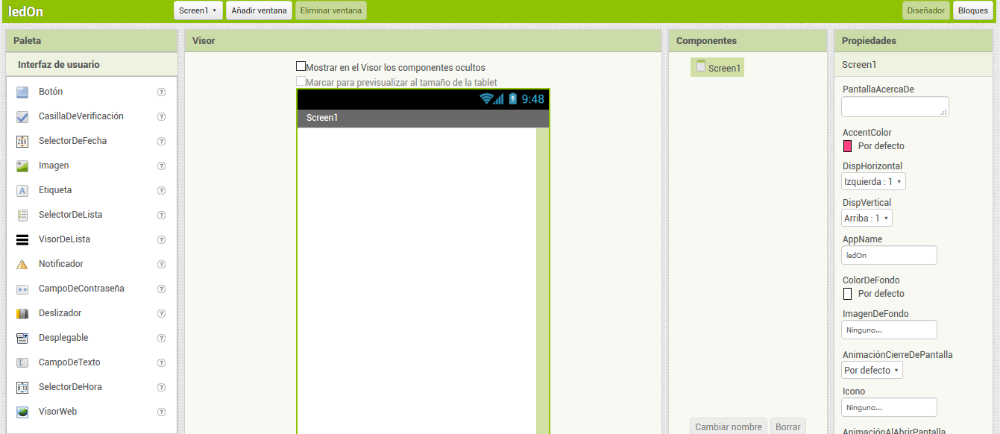 ledOn
Screen1
Añadir ventana
Eliminar ventana
Diseñador
Bloques
Paleta
Interfaz de usuario
Botón
CasillaDeVerificación
SelectorDeFecha
Imagen
Etiqueta
SelectorDeLista
VisorDeLista
Notificador
CampoDeContraseña
Deslizador
Desplegable
CampoDeTexto
SelectorDeHora
VisorWeb
Visor
Mostrar en el Visor los componentes ocultos
Marcar para previsualizar al tamaño de la tablet
9:48
Screen1
Componentes
Screen1
Cambiar nombre
Borrar
Propiedades
Screen1
PantallaAcercaDe
AccentColor
Por defecto
DispHorizontal
Izquierda : 1
DispVertical
Arriba : 1
AppName
ledOn
ColorDeFondo
Por defecto
ImagenDeFondo
Ninguno...
AnimaciónCierreDePantalla
Por defecto
Icono
Ninguno...
AnimaciónAlAbrirPantalla